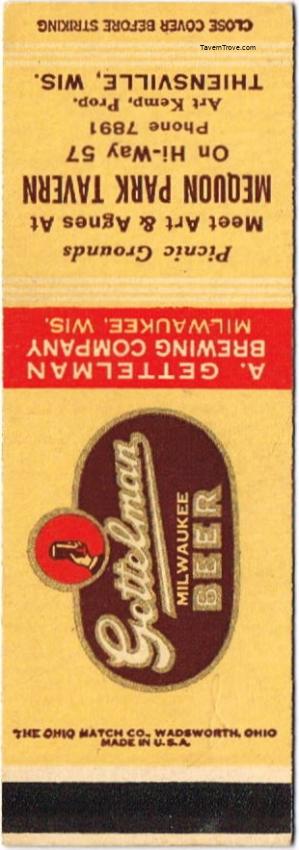 TavernTrove.com
CLOSE COVER BEFORE STRIKING
Picnic Grounds
Meet Art & Agnes At
MEQUON PARK TAVERN
On Hi-Way 57
Phone 7891
Art Kemp, Prop.
THIENSVILLE, WIS.
A. GETTELMAN
BREWING COMPANY
MILWAUKEE, WIS.
Gettelman
MILWAUKEE
BEER
THE OHIO MATCH CO., WADSWORTH, OHIO
MADE IN U.S.A.